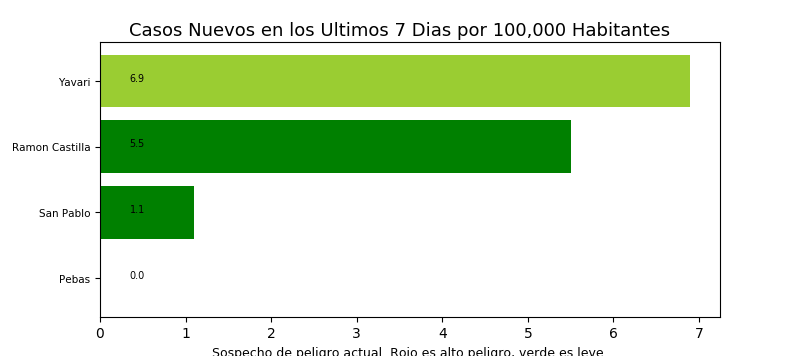 Casos Nuevos en los Ultimos 7 Dias por 100,000 Habitantes
Yavari
6.9
Ramon Castilla
5.5
San Pablo
1.1
Pebas
0.0
0 1 2 3 4 5 6 7
Sospecho de peligro actual. Rojo es alto peligro, verde es leve